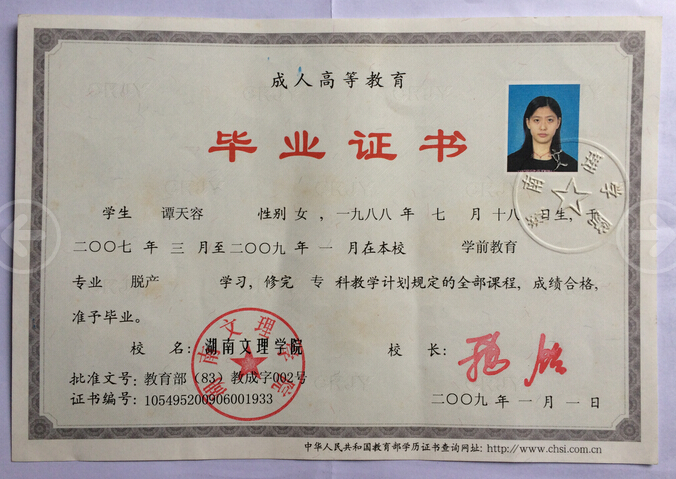 成人高等教育
毕业证书
学生 谭天容 性别 女 ，一九八八 年 七 月 十八 日生，于
二〇〇七 年 三 月至二〇〇九 年 一 月在本校 学前教育
专业 脱产 学习，修完 专 科教学计划规定的全部课程，成绩合格，
准予毕业。
校 名：湖南文理学院
校 长：
批准文号：教育部（83）教成字002号
证书编号：105495200906001933
二〇〇九 年 一 月 一 日
中华人民共和国教育部学历证书查询网址：http://www.chsi.com.cn
湖南文理学院